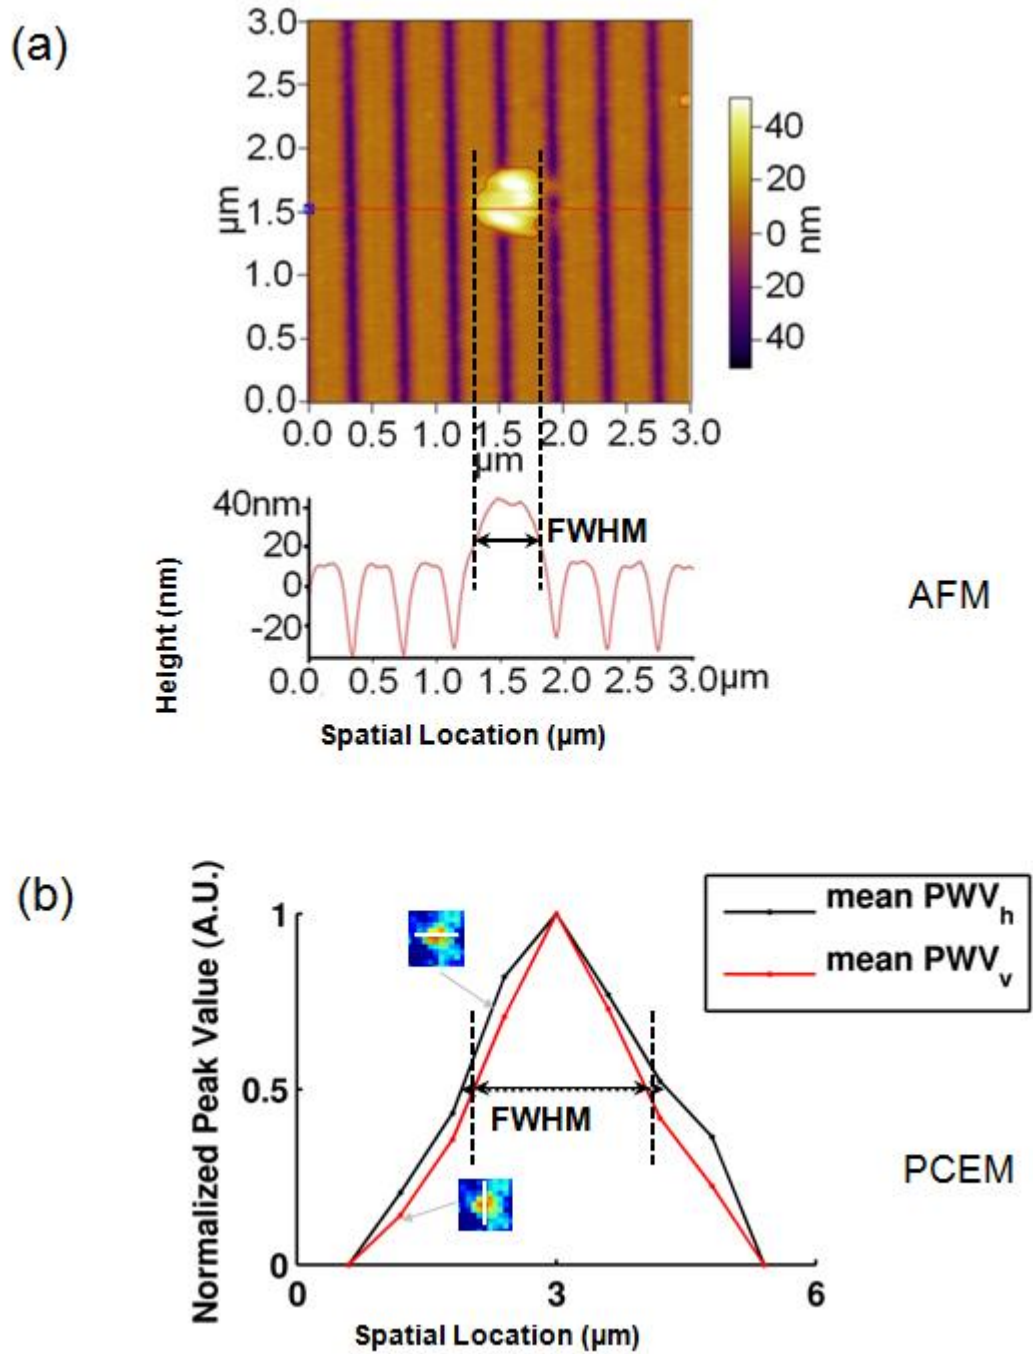 (a)
3.0
2.5
2.0
1.5
1.0
0.5
0.0
µm
0.0 0.5 1.0 1.5 2.0 2.5 3.0
µm
40
20
0
20
40
nm
40nm
20
0
-20
Height (nm)
FWHM
0.0 0.5 1.0 1.5 2.0 2.5 3.0µm
Spatial Location (µm)
AFM
(b)
Normalized Peak Value (A.U.)
1
0.5
0
mean PWVh
mean PWVv
FWHM
0 3 6
Spatial Location (µm)
PCEM